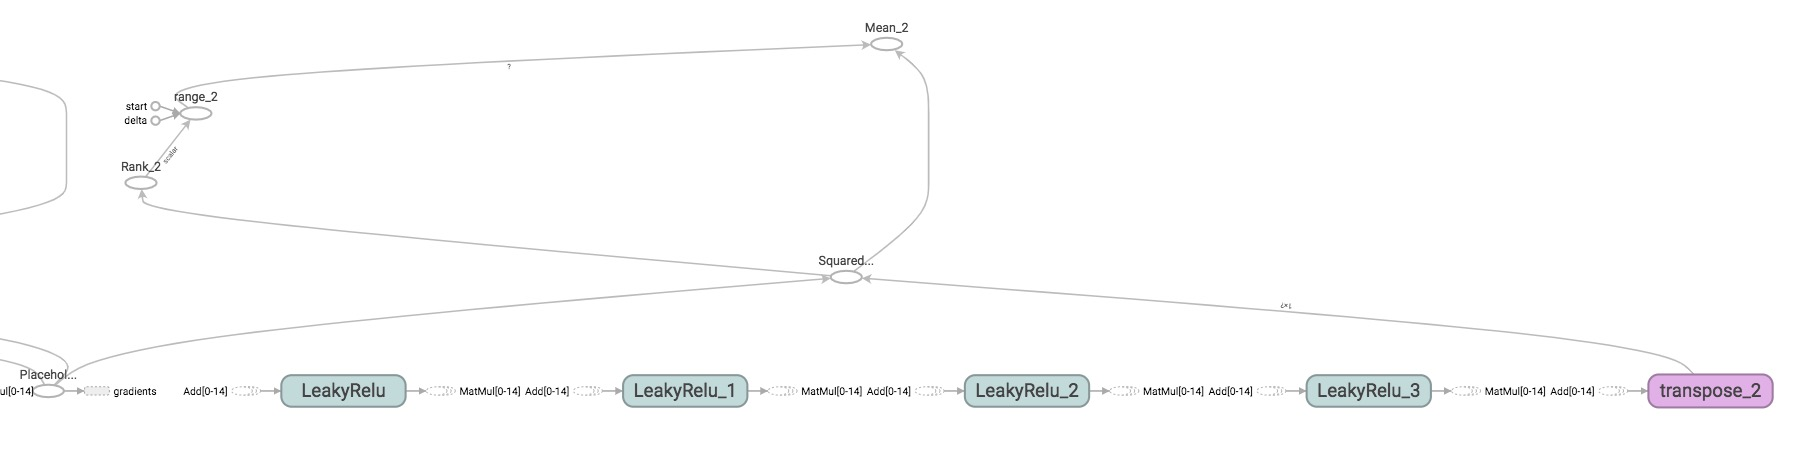 Mean_2
?
range_2
start
delta
scalar
Rank_2
Squared...
?×1
Placehol...
ul[0-14]
gradients
Add[0-14]
LeakyRelu
MatMul[0-14]
Add[0-14]
LeakyRelu_1
MatMul[0-14]
Add[0-14]
LeakyRelu_2
MatMul[0-14]
Add[0-14]
LeakyRelu_3
MatMul[0-14]
Add[0-14]
transpose_2